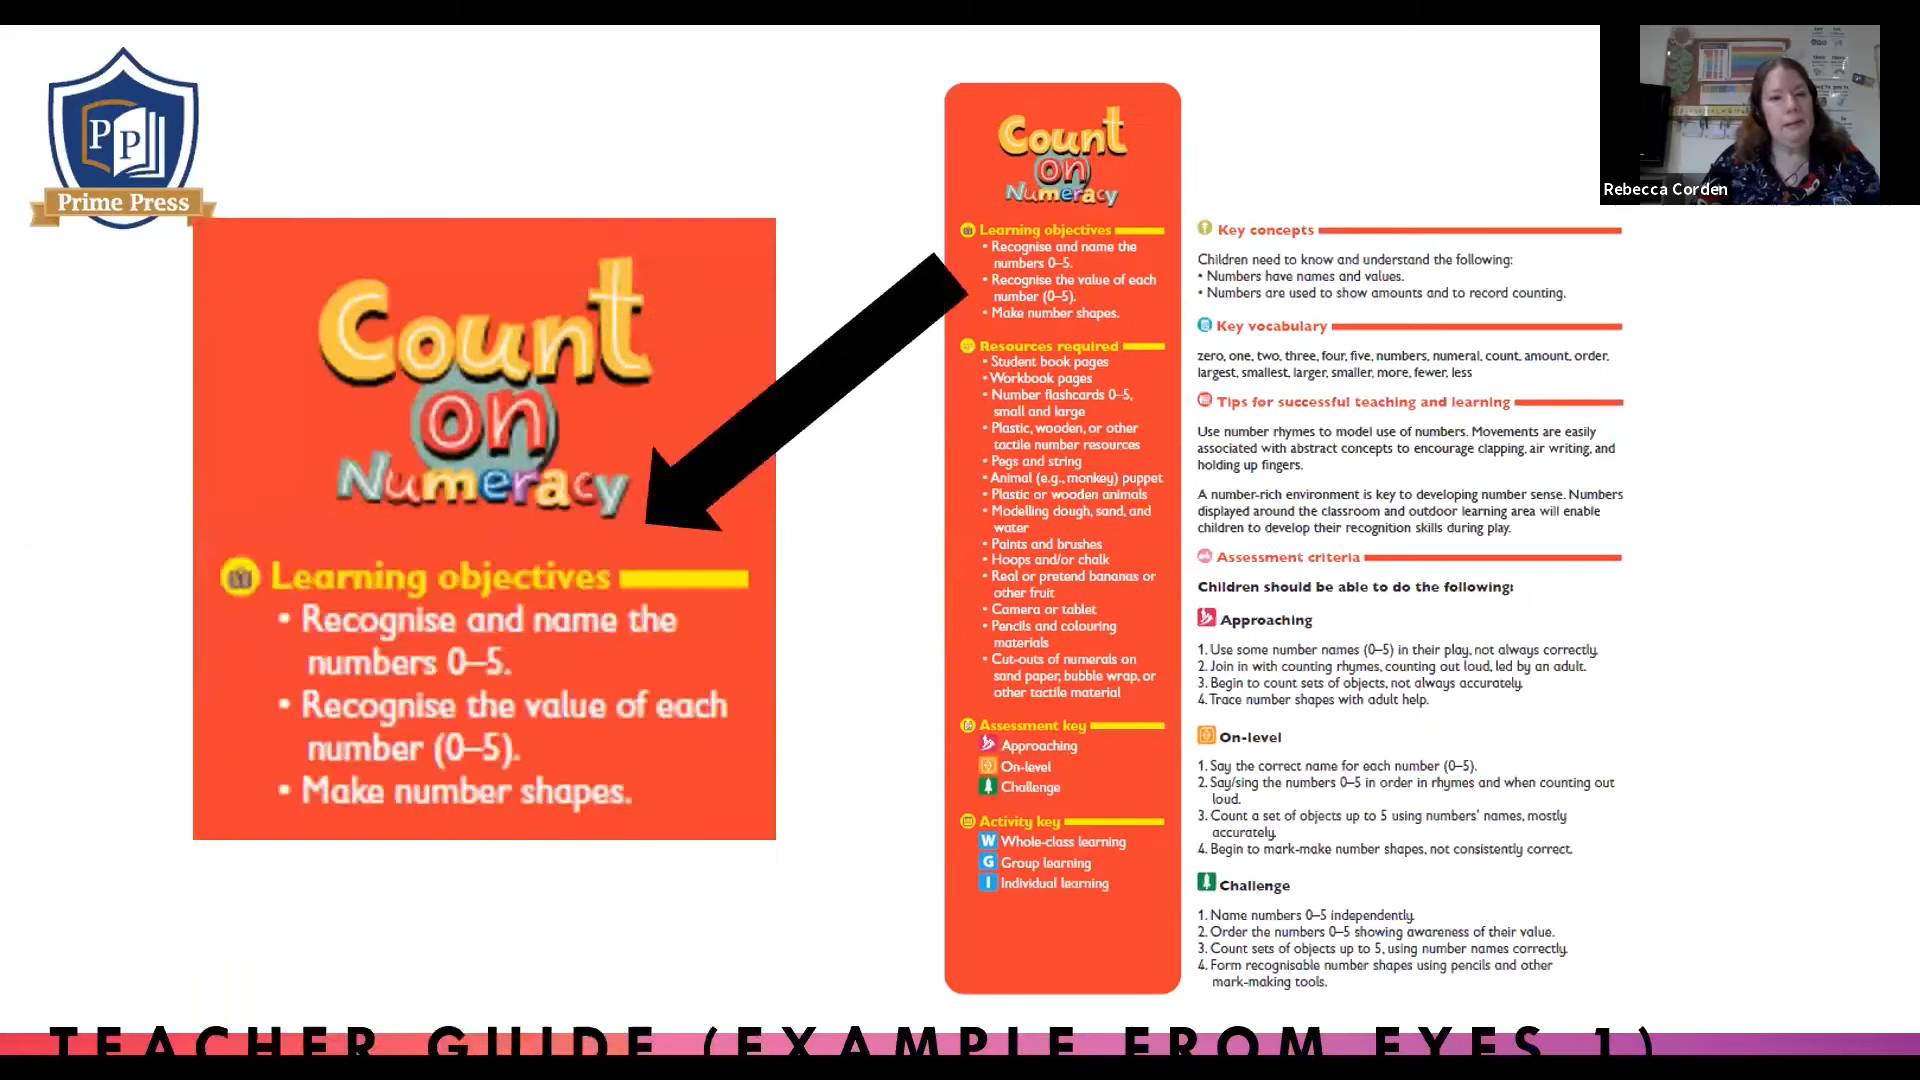 PP
Prime Press
Count
on
Numeracy
Learning objectives
• Recognise and name the
numbers 0–5.
• Recognise the value of each
number (0–5).
• Make number shapes.
Count
on
Numeracy
Learning objectives
• Recognise and name the
numbers 0–5.
• Recognise the value of each
number (0–5).
• Make number shapes.
Resources required
• Student book pages
• Workbook pages
• Number flashcards 0–5,
small and large
• Plastic, wooden, or other
tactile number resources
• Pegs and string
• Animal (e.g., monkey) puppet
• Plastic or wooden animals
• Modelling dough, sand, and
water
• Paints and brushes
• Hoops and/or chalk
• Real or pretend bananas or
other fruit
• Camera or tablet
• Pencils and colouring
materials
• Cut-outs of numerals on
sand paper, bubble wrap, or
other tactile material
Assessment key
Approaching
On-level
Challenge
Activity key
W Whole-class learning
G Group learning
I Individual learning
Key concepts
Children need to know and understand the following:
• Numbers have names and values.
• Numbers are used to show amounts and to record counting.
Key vocabulary
zero, one, two, three, four, five, numbers, numeral, count, amount, order,
largest, smallest, larger, smaller, more, fewer, less
Tips for successful teaching and learning
Use number rhymes to model use of numbers. Movements are easily
associated with abstract concepts to encourage clapping, air writing, and
holding up fingers.
A number-rich environment is key to developing number sense. Numbers
displayed around the classroom and outdoor learning area will enable
children to develop their recognition skills during play.
Assessment criteria
Children should be able to do the following:
Approaching
1. Use some number names (0–5) in their play, not always correctly.
2. Join in with counting rhymes, counting out loud, led by an adult.
3. Begin to count sets of objects, not always accurately.
4. Trace number shapes with adult help.
On-level
1. Say the correct name for each number (0–5).
2. Say/sing the numbers 0–5 in order in rhymes and when counting out
loud.
3. Count a set of objects up to 5 using numbers' names, mostly
accurately.
4. Begin to mark-make number shapes, not consistently correct.
Challenge
1. Name numbers 0–5 independently.
2. Order the numbers 0–5 showing awareness of their value.
3. Count sets of objects up to 5, using number names correctly.
4. Form recognisable number shapes using pencils and other
mark-making tools.
Rebecca Corden
TEACHER GUIDE (EXAMPLE FROM EYES 1)